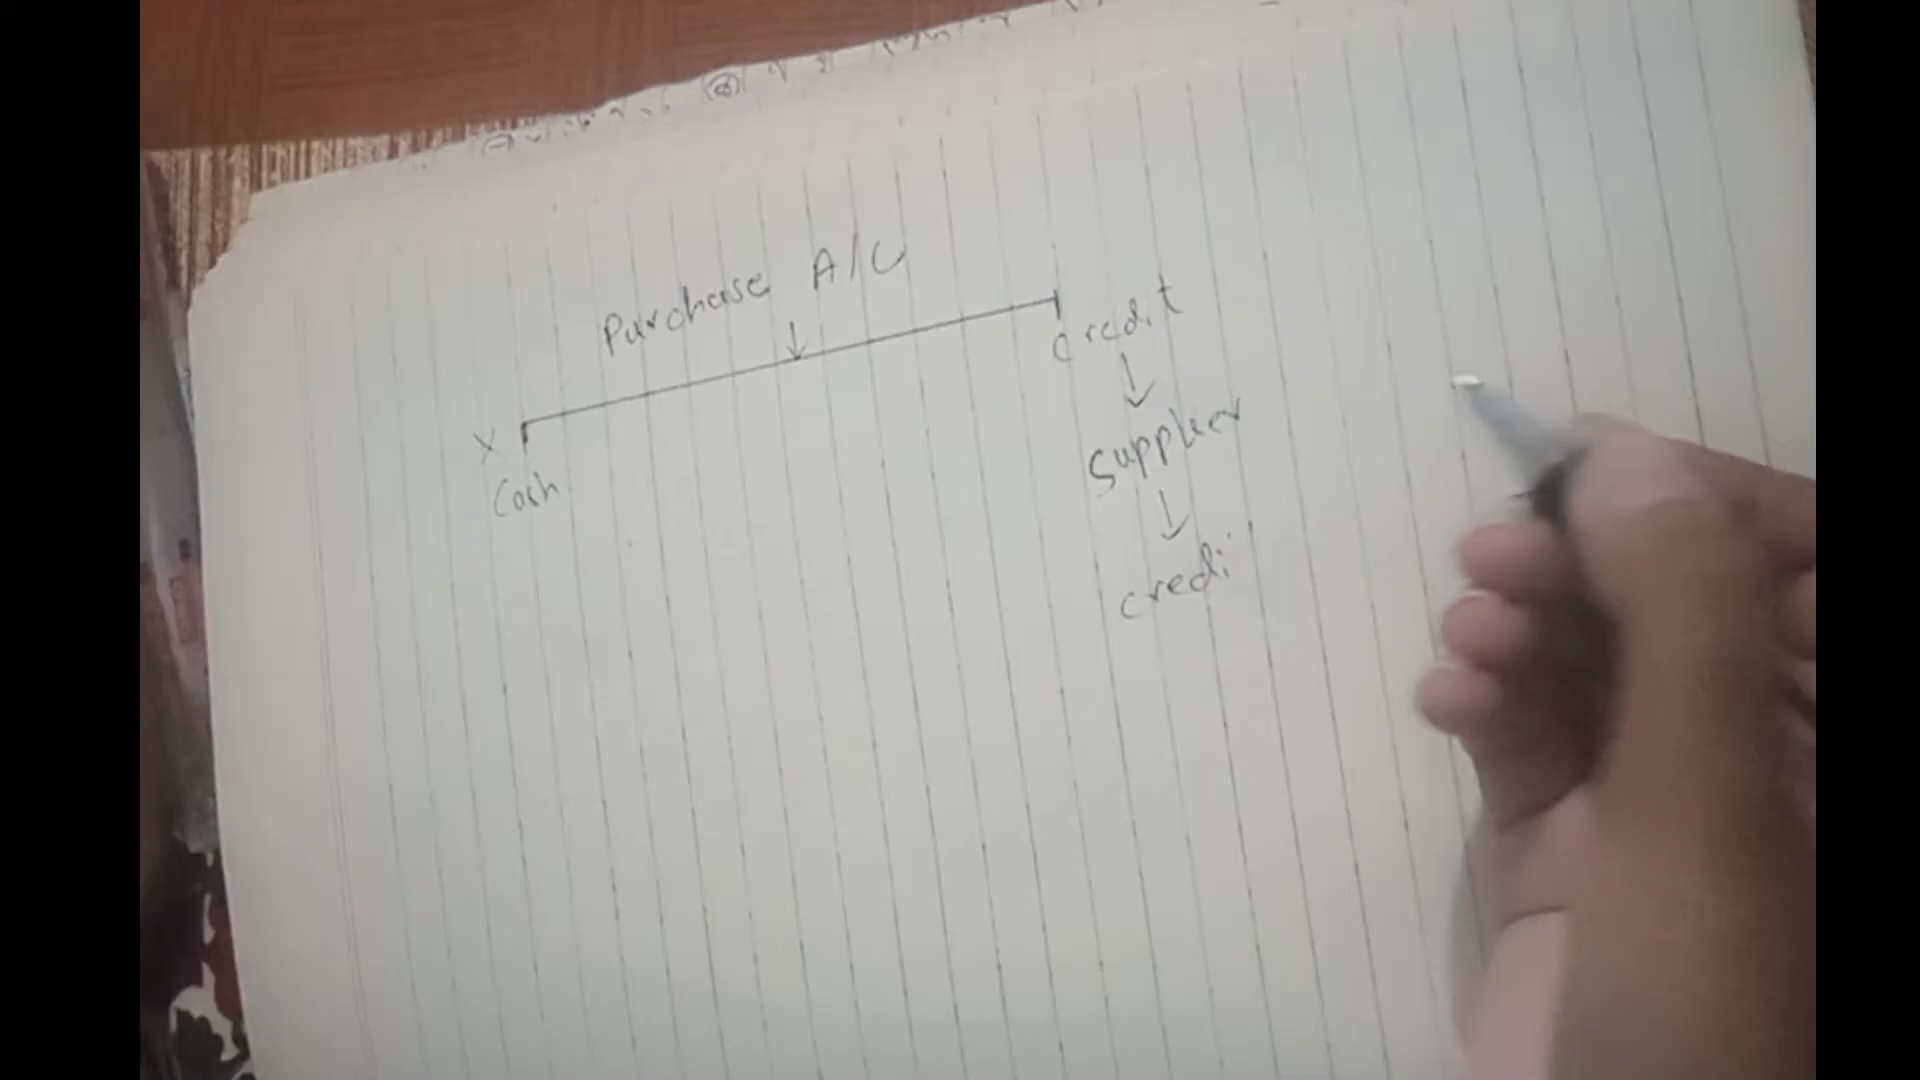 Purchase A/C
Credit
X
Cash
Supplier
credi